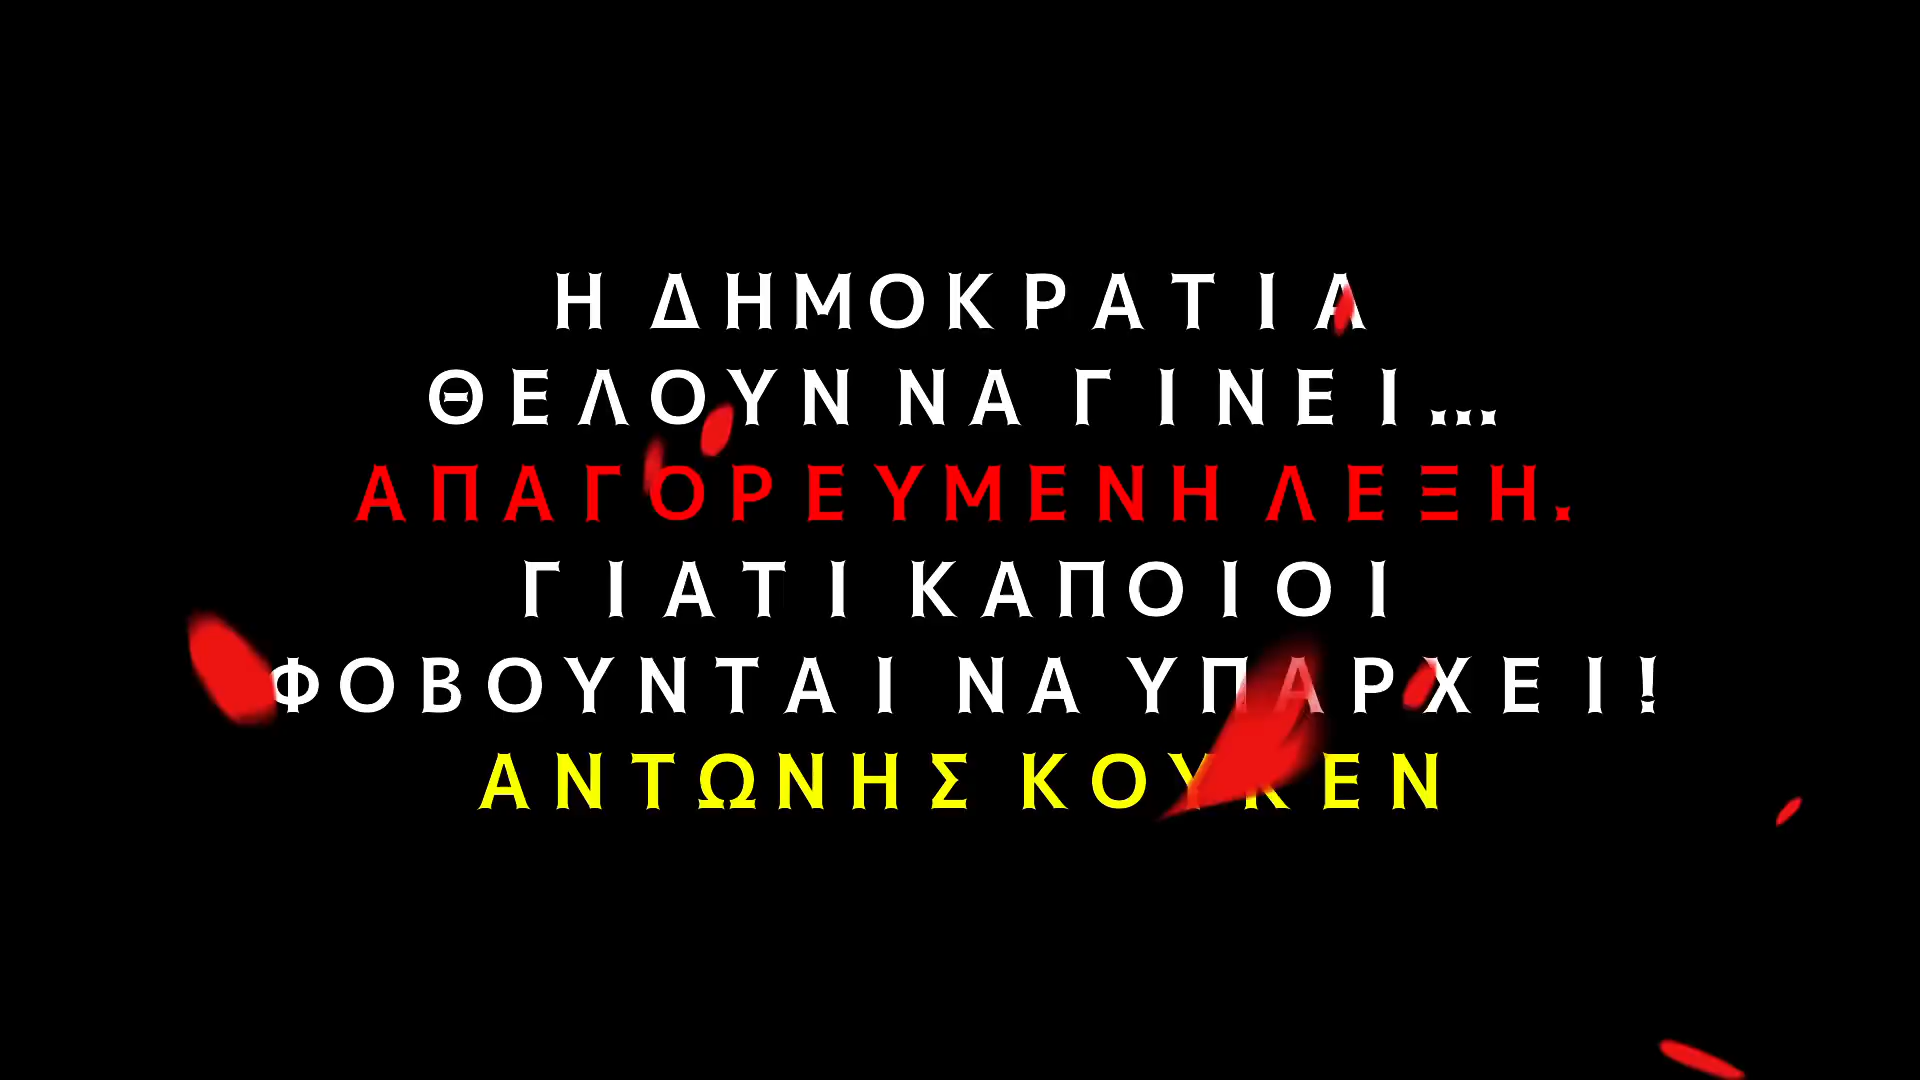 Η ΔΗΜΟΚΡΑΤΙΑ
ΘΕΛΟΥΝ ΝΑ ΓΙΝΕΙ...
ΑΠΑΓΟΡΕΥΜΕΝΗ ΛΕΞΗ.
ΓΙΑΤΙ ΚΑΠΟΙΟΙ
ΦΟΒΟΥΝΤΑΙ ΝΑ ΥΠΑΡΧΕΙ!
ΑΝΤΩΝΗΣ ΚΟΥΚΕΝ